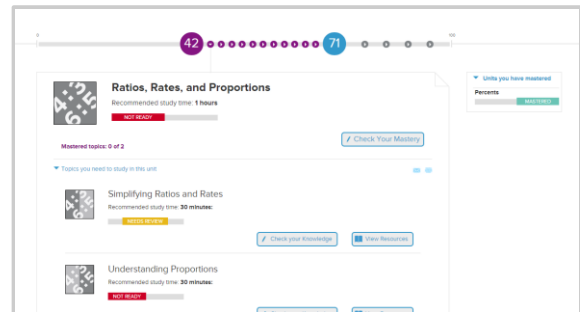 0
100
42
71
Ratios, Rates, and Proportions
Recommended study time: 1 hours
NOT READY
Check Your Mastery
Mastered topics: 0 of 2
Topics you need to study in this unit
Simplifying Ratios and Rates
Recommended study time: 30 minutes:
NEEDS REVIEW
Check your Knowledge
View Resources
Understanding Proportions
Recommended study time: 30 minutes:
NOT READY
Units you have mastered
Percents
MASTERED